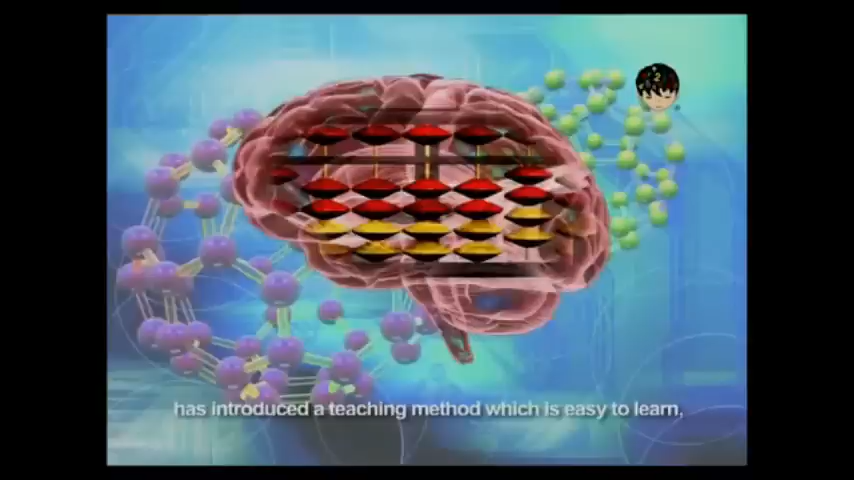 has introduced a teaching method which is easy to learn,